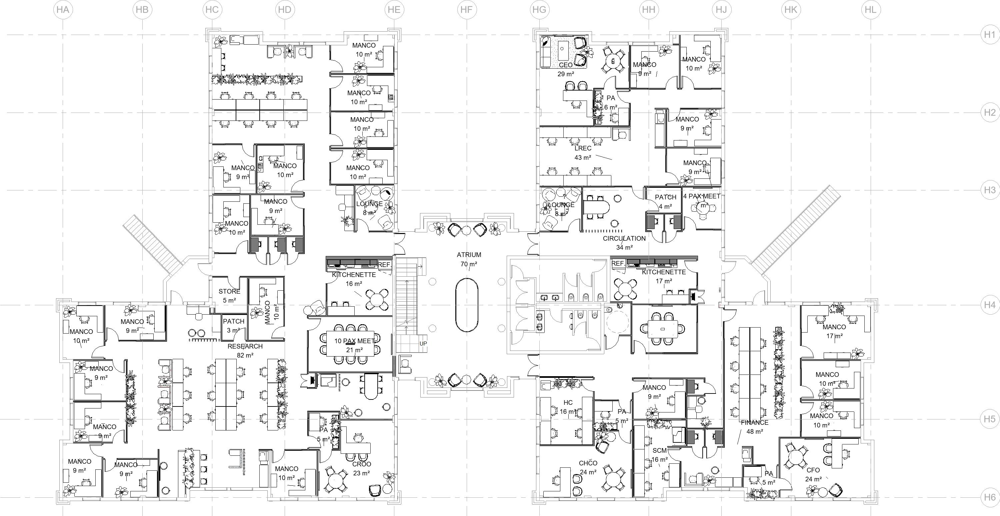 HA
HB
HC
HD
HE
HF
HG
HH
HJ
HK
HL
H1
H2
H3
H4
H5
H6
MANCO
10 m²
MANCO
10 m²
MANCO
10 m²
MANCO
10 m²
MANCO
9 m²
MANCO
10 m²
MANCO
9 m²
MANCO
10 m²
LOUNGE
8 m²
CEO
29 m²
MANCO
9 m²
MANCO
10 m²
PA
6 m²
MANCO
9 m²
LREC
43 m²
MANCO
9 m²
?
LOUNGE
8 m²
PATCH
4 m²
4 PAX MEET
m²
CIRCULATION
34 m²
ATRIUM
70 m²
REF.
KITCHENETTE
16 m²
REF.
KITCHENETTE
17 m²
STORE
5 m²
MANCO
10 m²
PATCH
3 m²
MANCO
10 m²
MANCO
9 m²
RESEARCH
82 m²
10 PAX MEET
21 m²
UP
MANCO
17 m²
MANCO
9 m²
MANCO
9 m²
MANCO
9 m²
MANCO
9 m²
MANCO
10 m²
PA
5 m²
CROO
23 m²
HC
16 m²
PA
5 m²
MANCO
9 m²
MANCO
10 m²
MANCO
10 m²
FINANCE
48 m²
SCM
16 m²
CHCO
24 m²
PA
5 m²
CFO
24 m²